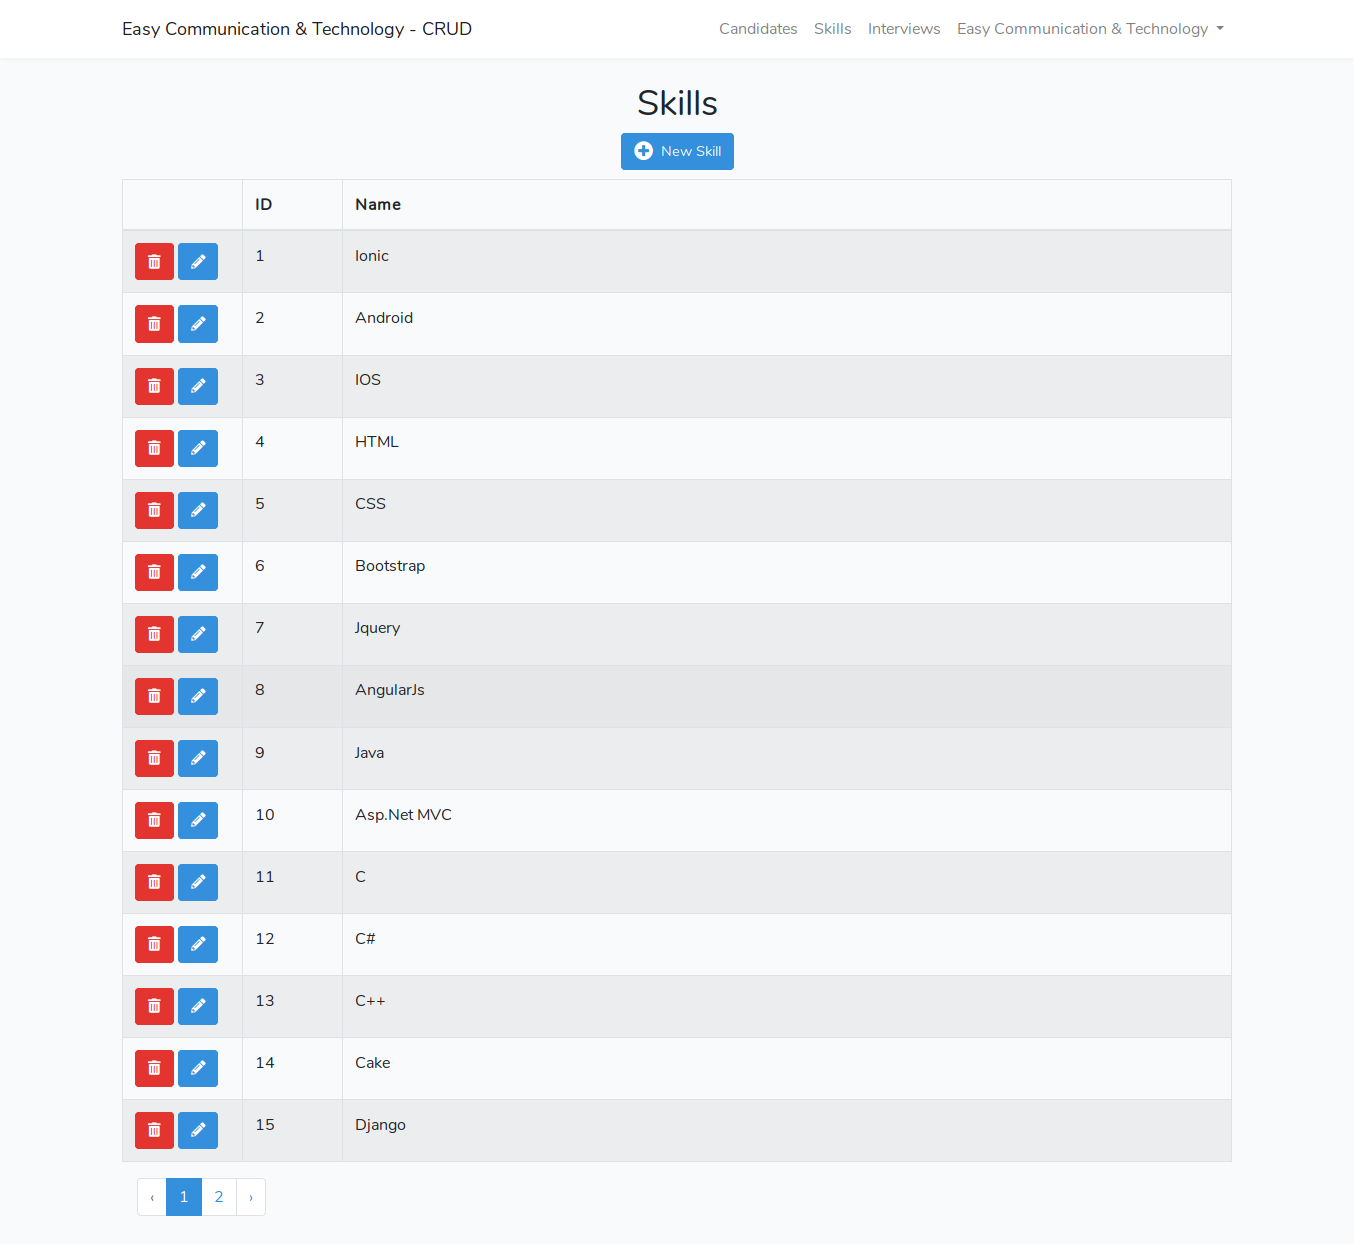 Easy Communication & Technology - CRUD
Candidates Skills Interviews Easy Communication & Technology
Skills
New Skill
ID Name
1 Ionic
2 Android
3 IOS
4 HTML
5 CSS
6 Bootstrap
7 Jquery
8 AngularJs
9 Java
10 Asp.Net MVC
11 C
12 C#
13 C++
14 Cake
15 Django
‹ 1 2 ›